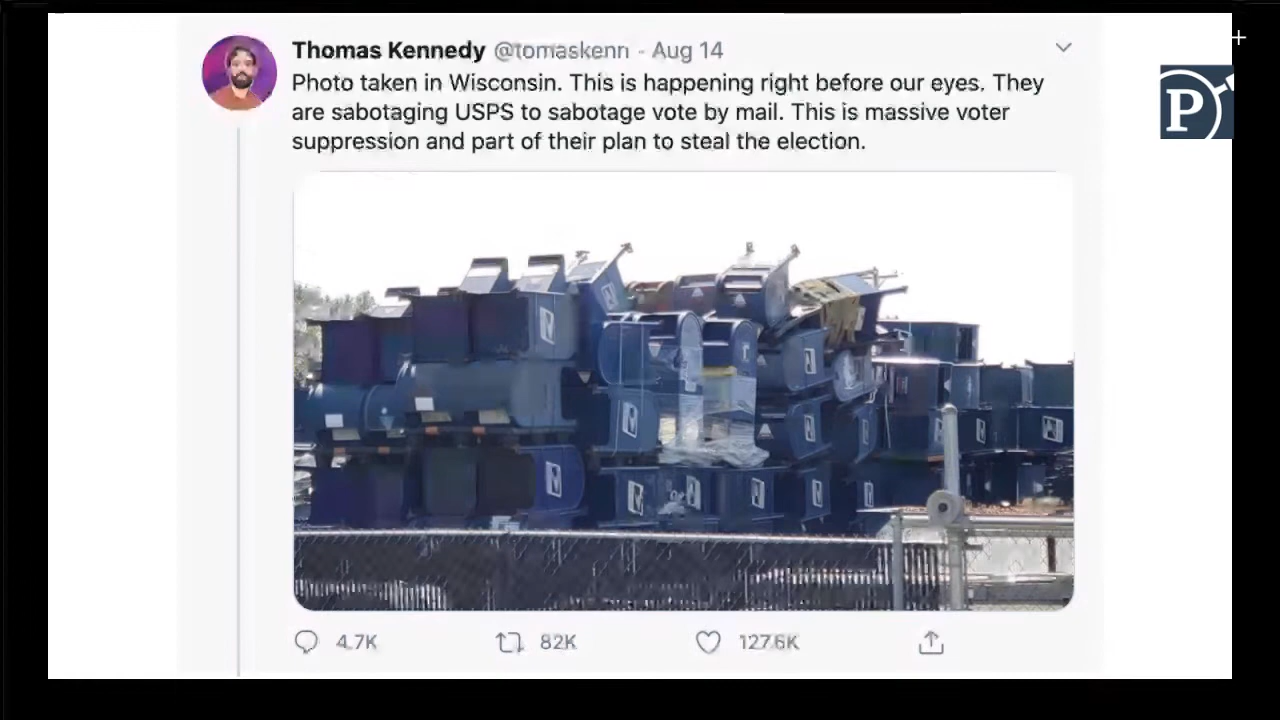 Thomas Kennedy @tomaskenn · Aug 14
Photo taken in Wisconsin. This is happening right before our eyes. They
are sabotaging USPS to sabotage vote by mail. This is massive voter
suppression and part of their plan to steal the election.
4.7K 82K 127.6K
P